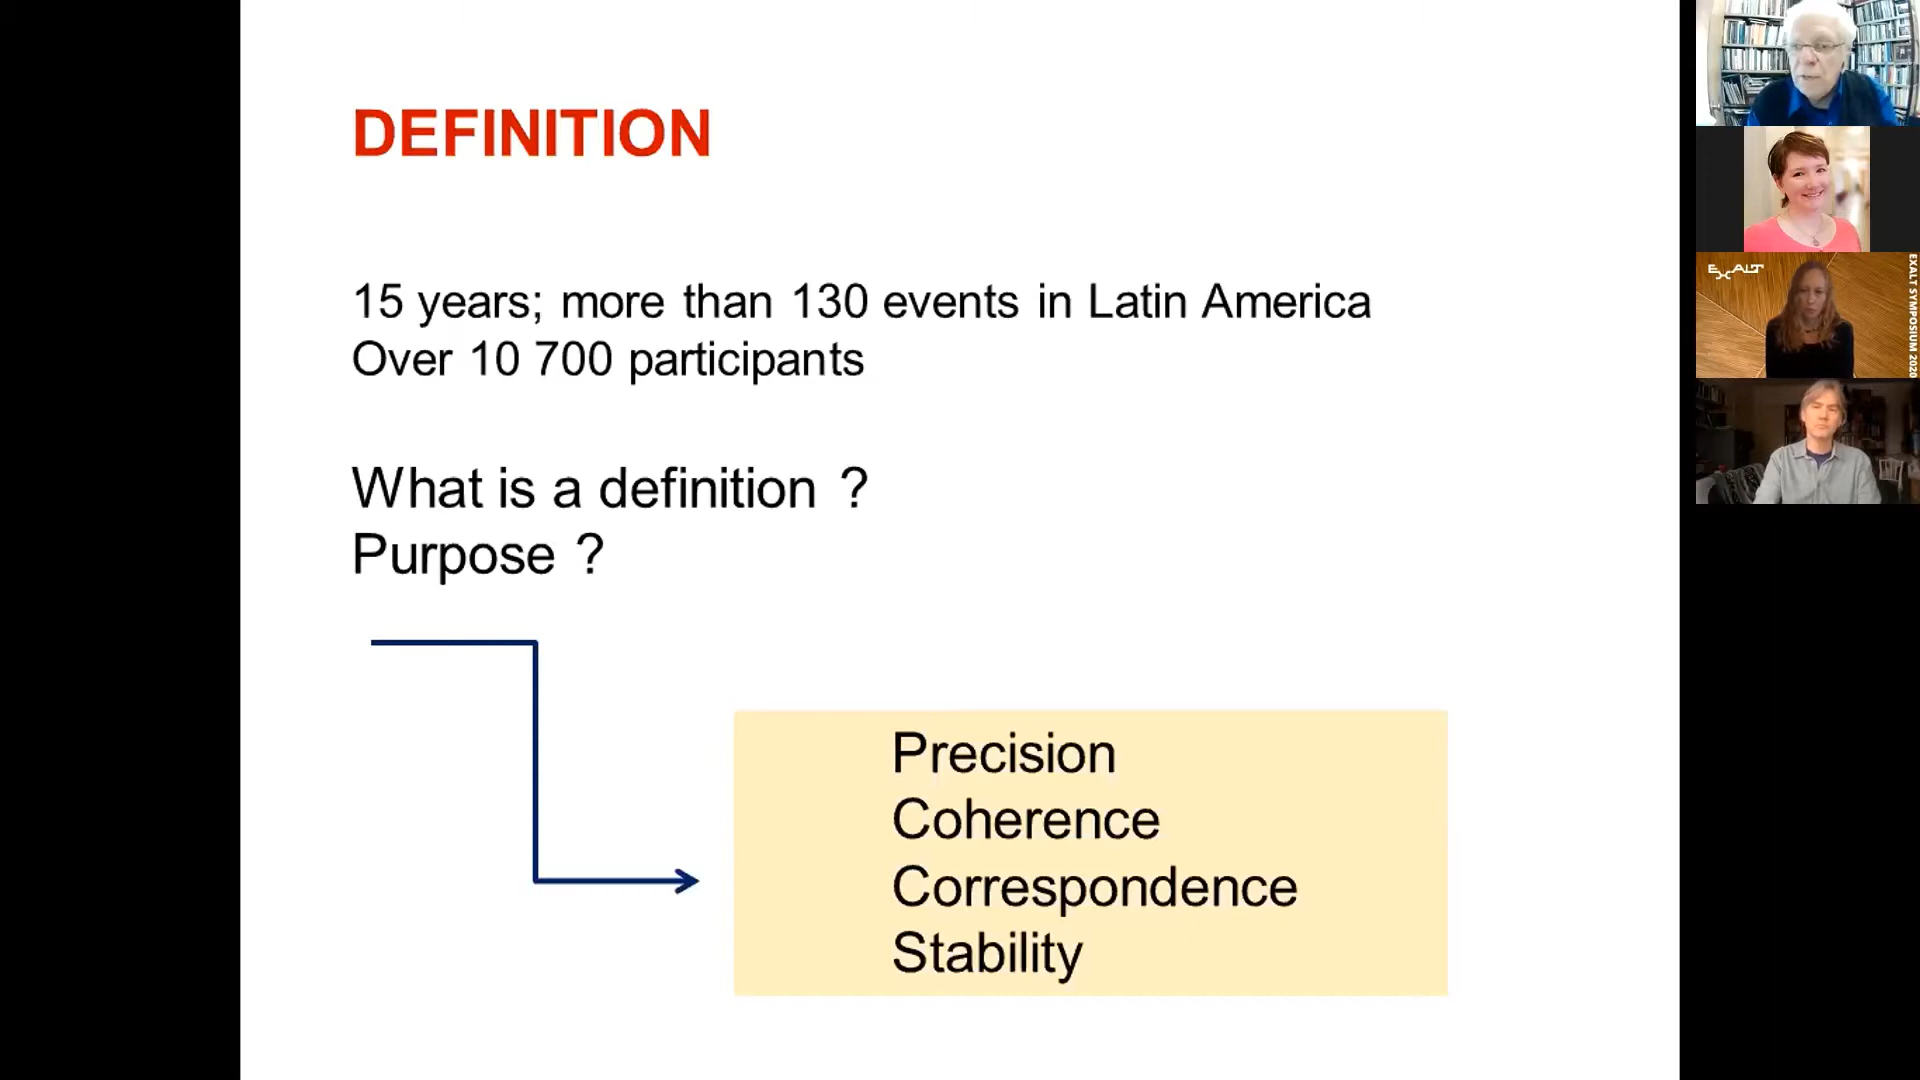 DEFINITION
15 years; more than 130 events in Latin America
Over 10 700 participants
What is a definition ?
Purpose ?
Precision
Coherence
Correspondence
Stability
EXALT
EXALT SYMPOSIUM 2020